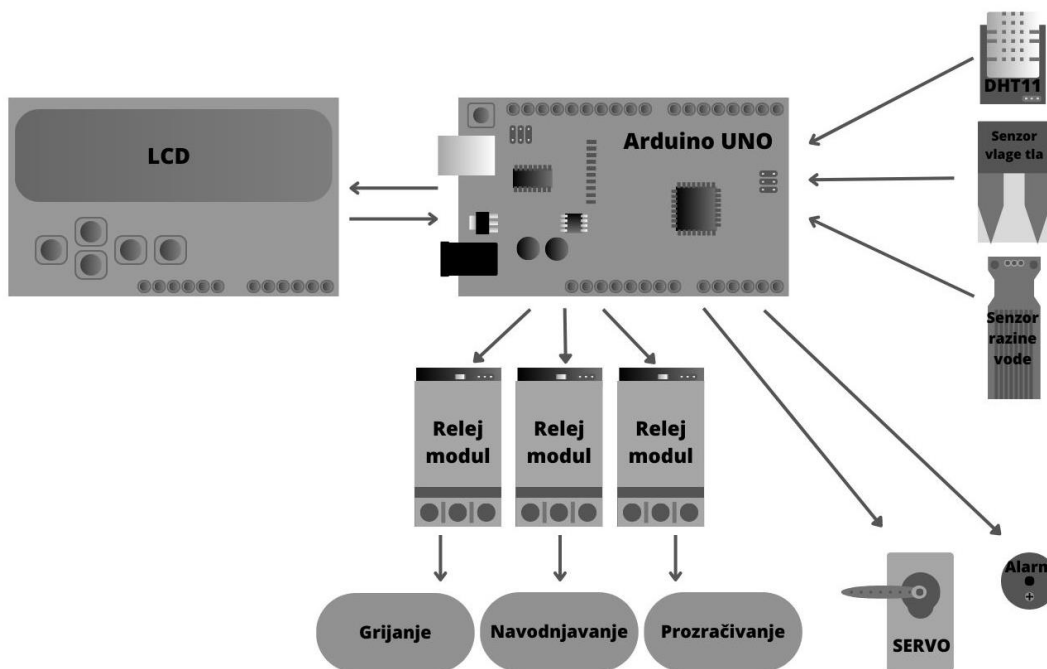 DHT11
LCD
Arduino UNO
Senzor
vlage tla
Senzor
razine
vode
Relej
modul
Relej
modul
Relej
modul
Alarm
Grijanje
Navodnjavanje
Prozračivanje
SERVO